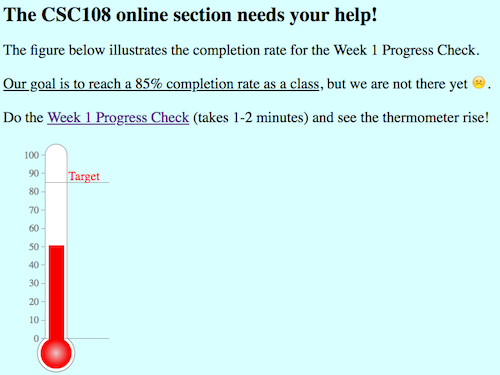 The CSC108 online section needs your help!
The figure below illustrates the completion rate for the Week 1 Progress Check.
Our goal is to reach a 85% completion rate as a class, but we are not there yet 🙁.
Do the Week 1 Progress Check (takes 1-2 minutes) and see the thermometer rise!
100
90
Target
80
70
60
50
40
30
20
10
0